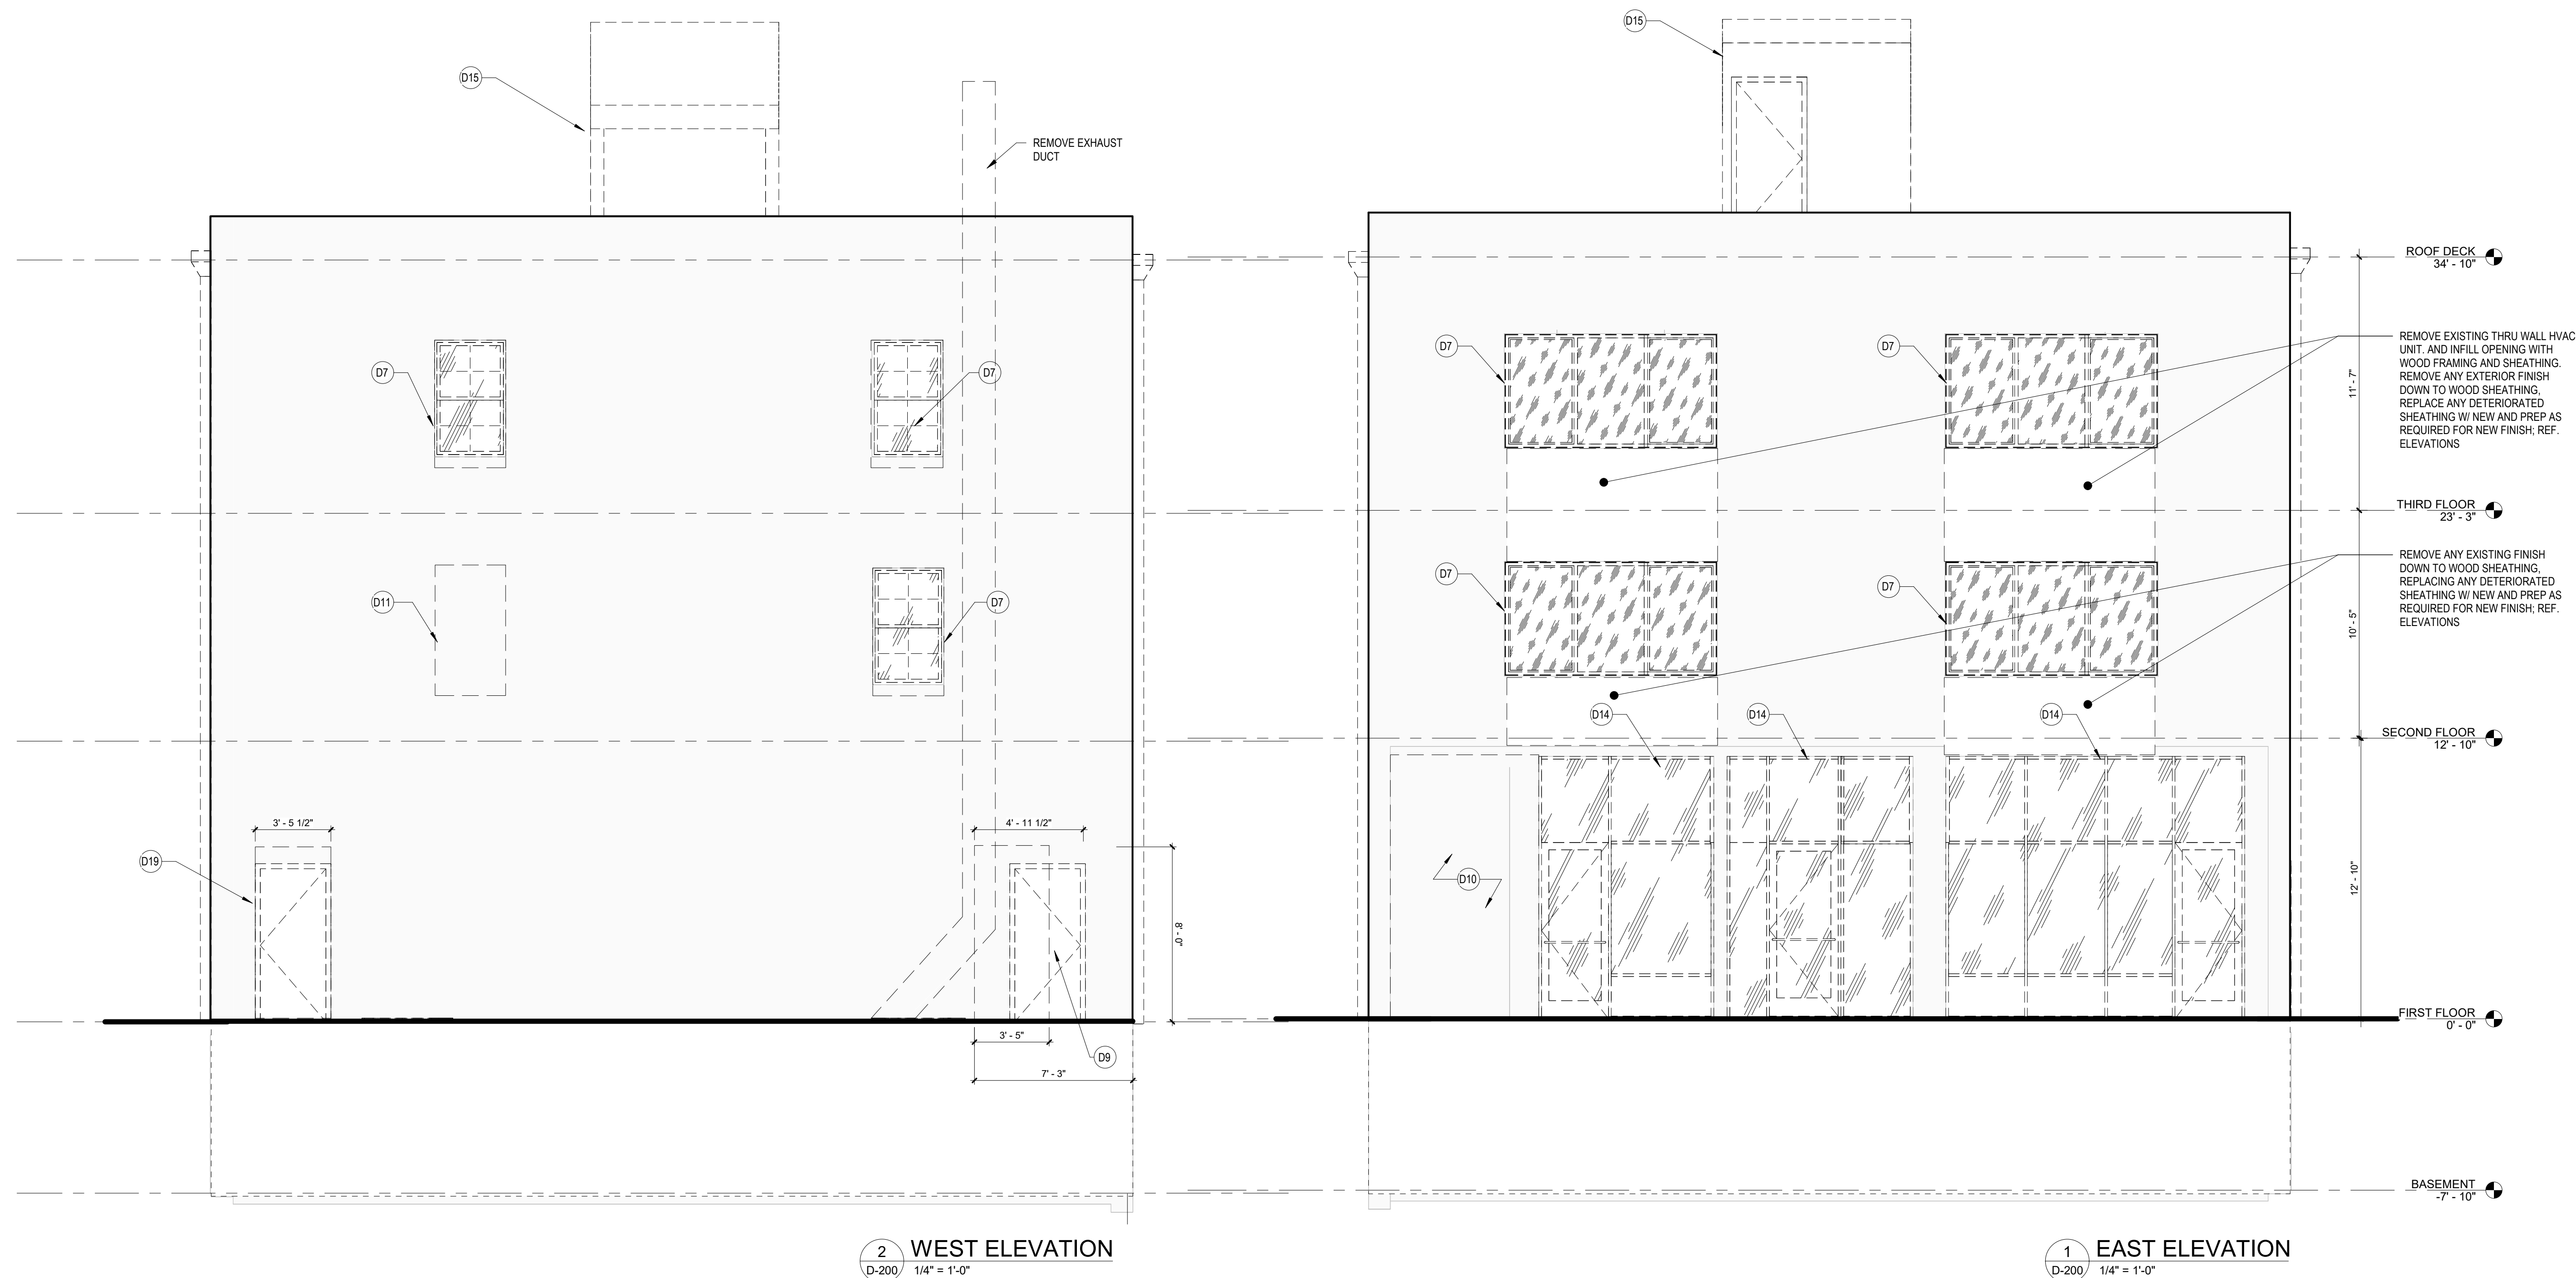 D15
REMOVE EXHAUST
DUCT
D7
D7
D11
D7
3' - 5 1/2"
4' - 11 1/2"
D19
8' - 0"
3' - 5"
D9
7' - 3"
2
D-200
WEST ELEVATION
1/4" = 1'-0"
D15
ROOF DECK
34' - 10"
D7
D7
REMOVE EXISTING THRU WALL HVAC
UNIT. AND INFILL OPENING WITH
WOOD FRAMING AND SHEATHING.
REMOVE ANY EXTERIOR FINISH
DOWN TO WOOD SHEATHING,
REPLACE ANY DETERIORATED
SHEATHING W/ NEW AND PREP AS
REQUIRED FOR NEW FINISH; REF.
ELEVATIONS
11' - 7"
THIRD FLOOR
23' - 3"
D7
D7
REMOVE ANY EXISTING FINISH
DOWN TO WOOD SHEATHING,
REPLACING ANY DETERIORATED
SHEATHING W/ NEW AND PREP AS
REQUIRED FOR NEW FINISH; REF.
ELEVATIONS
10' - 5"
D14
D14
D14
SECOND FLOOR
12' - 10"
D10
12' - 10"
FIRST FLOOR
0' - 0"
BASEMENT
-7' - 10"
1
D-200
EAST ELEVATION
1/4" = 1'-0"